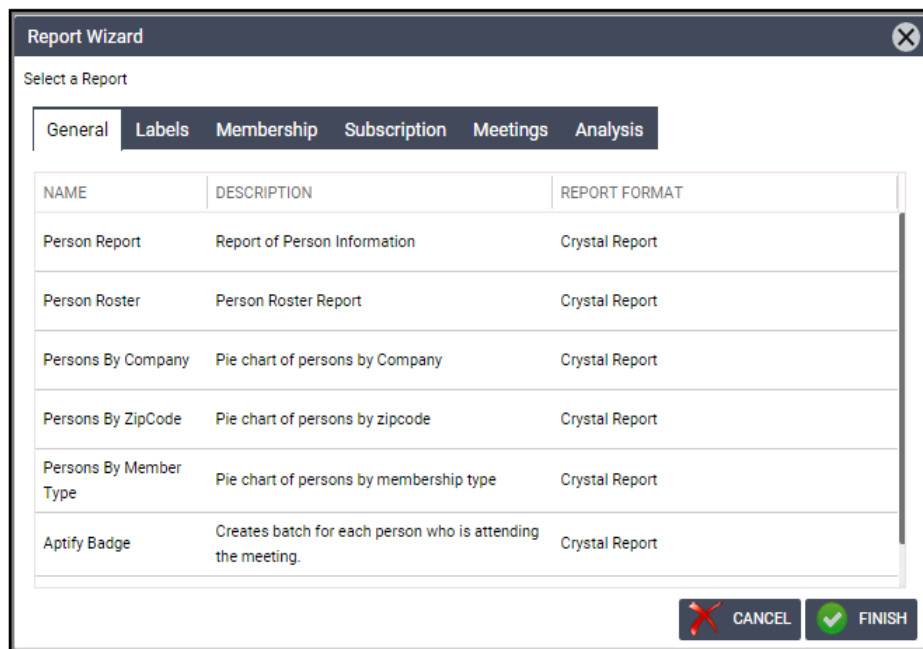 Report Wizard
Select a Report
General Labels Membership Subscription Meetings Analysis
NAME DESCRIPTION REPORT FORMAT
Person Report Report of Person Information Crystal Report
Person Roster Person Roster Report Crystal Report
Persons By Company Pie chart of persons by Company Crystal Report
Persons By ZipCode Pie chart of persons by zipcode Crystal Report
Persons By Member
Type
Pie chart of persons by membership type Crystal Report
Aptify Badge
Creates batch for each person who is attending
the meeting.
Crystal Report
CANCEL FINISH